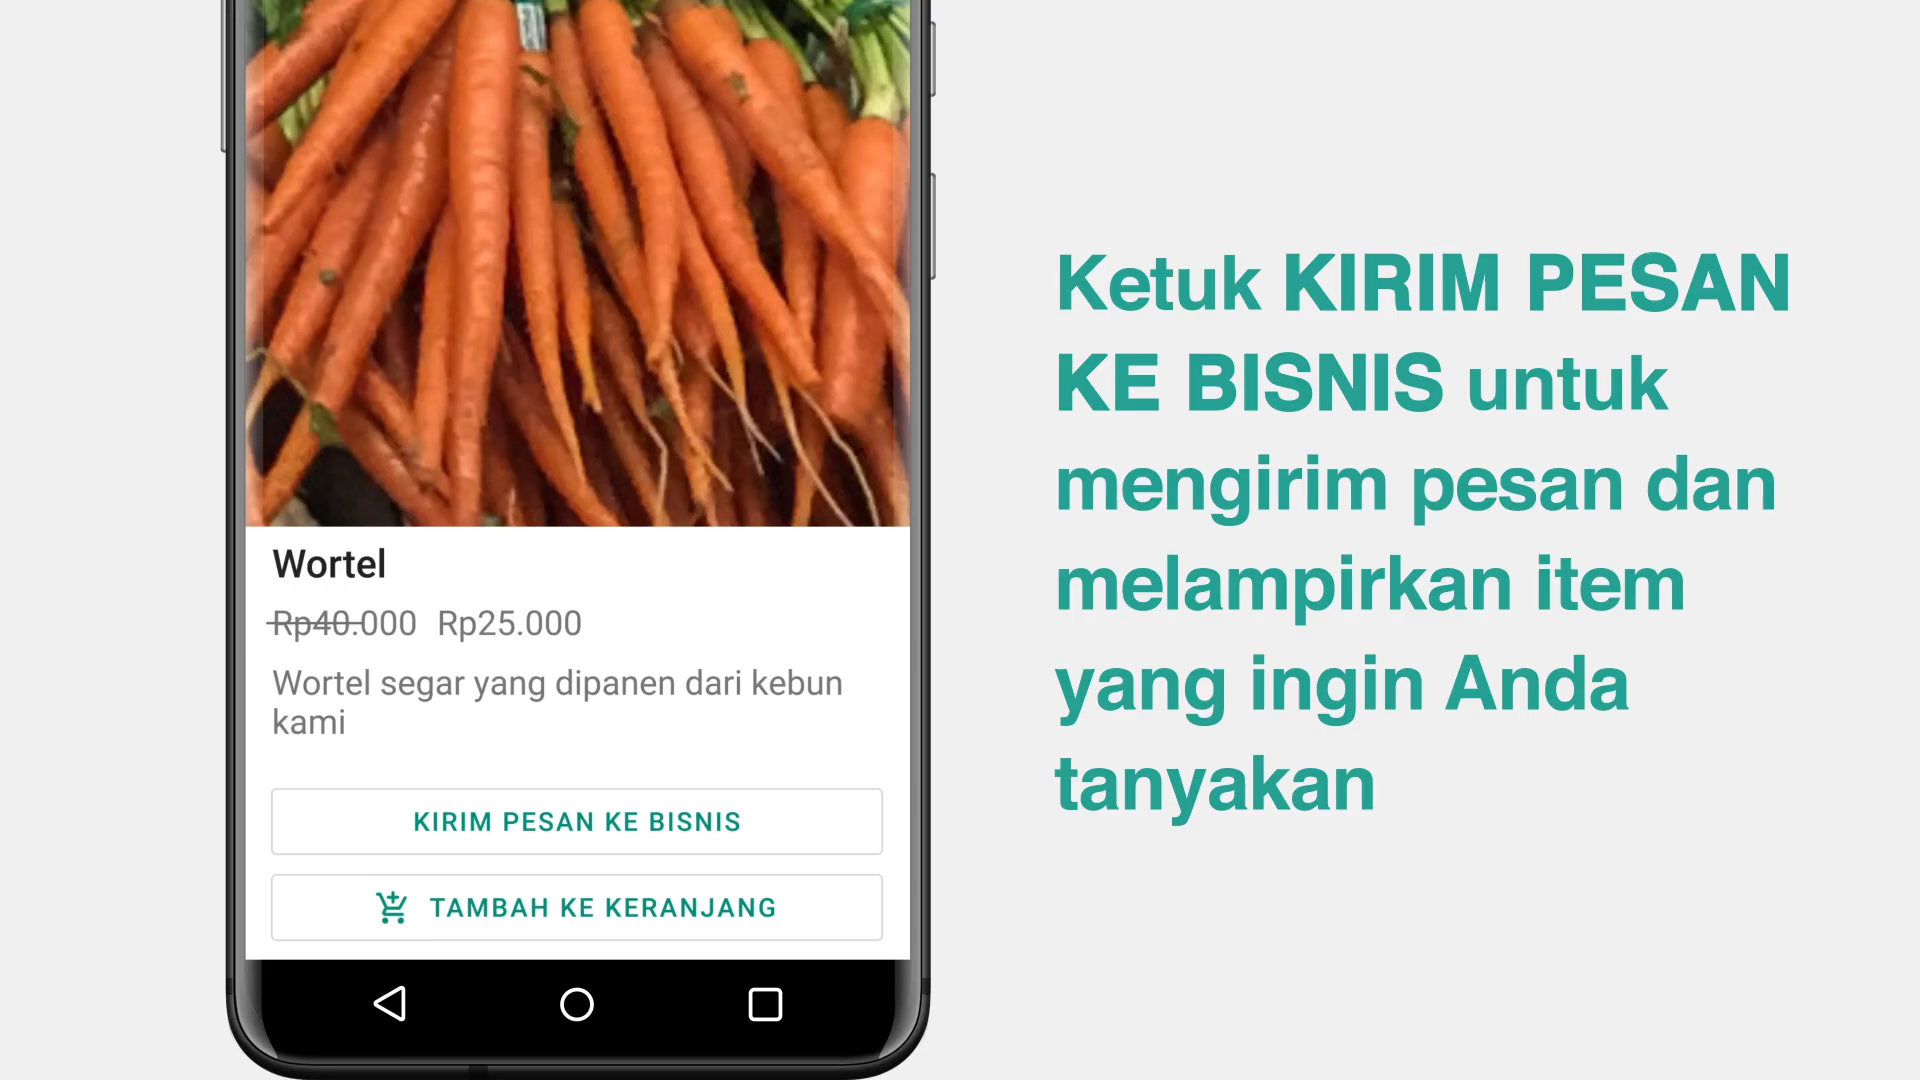 Wortel
Rp40.000 Rp25.000
Wortel segar yang dipanen dari kebun
kami
KIRIM PESAN KE BISNIS
TAMBAH KE KERANJANG
Ketuk KIRIM PESAN
KE BISNIS untuk
mengirim pesan dan
melampirkan item
yang ingin Anda
tanyakan